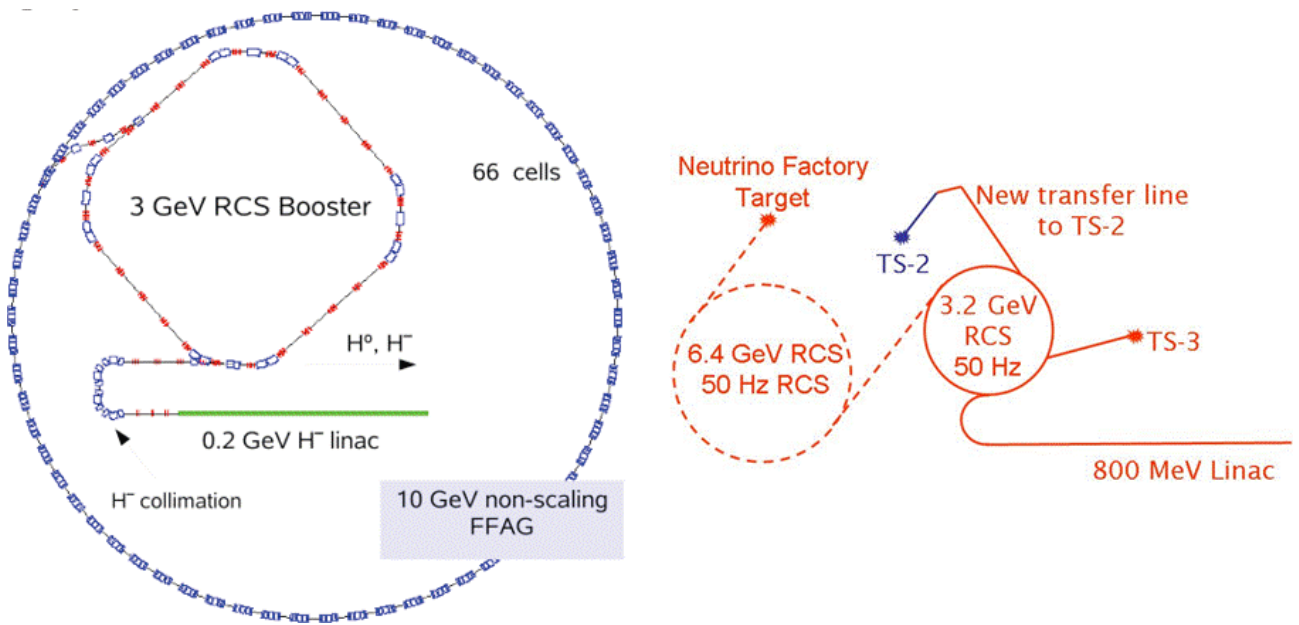 66 cells
3 GeV RCS Booster
Hº, H⁻
0.2 GeV H⁻ linac
H⁻ collimation
10 GeV non-scaling
FFAG
Neutrino Factory
Target
New transfer line
to TS-2
TS-2
3.2 GeV
RCS
50 Hz
TS-3
6.4 GeV RCS
50 Hz RCS
800 MeV Linac